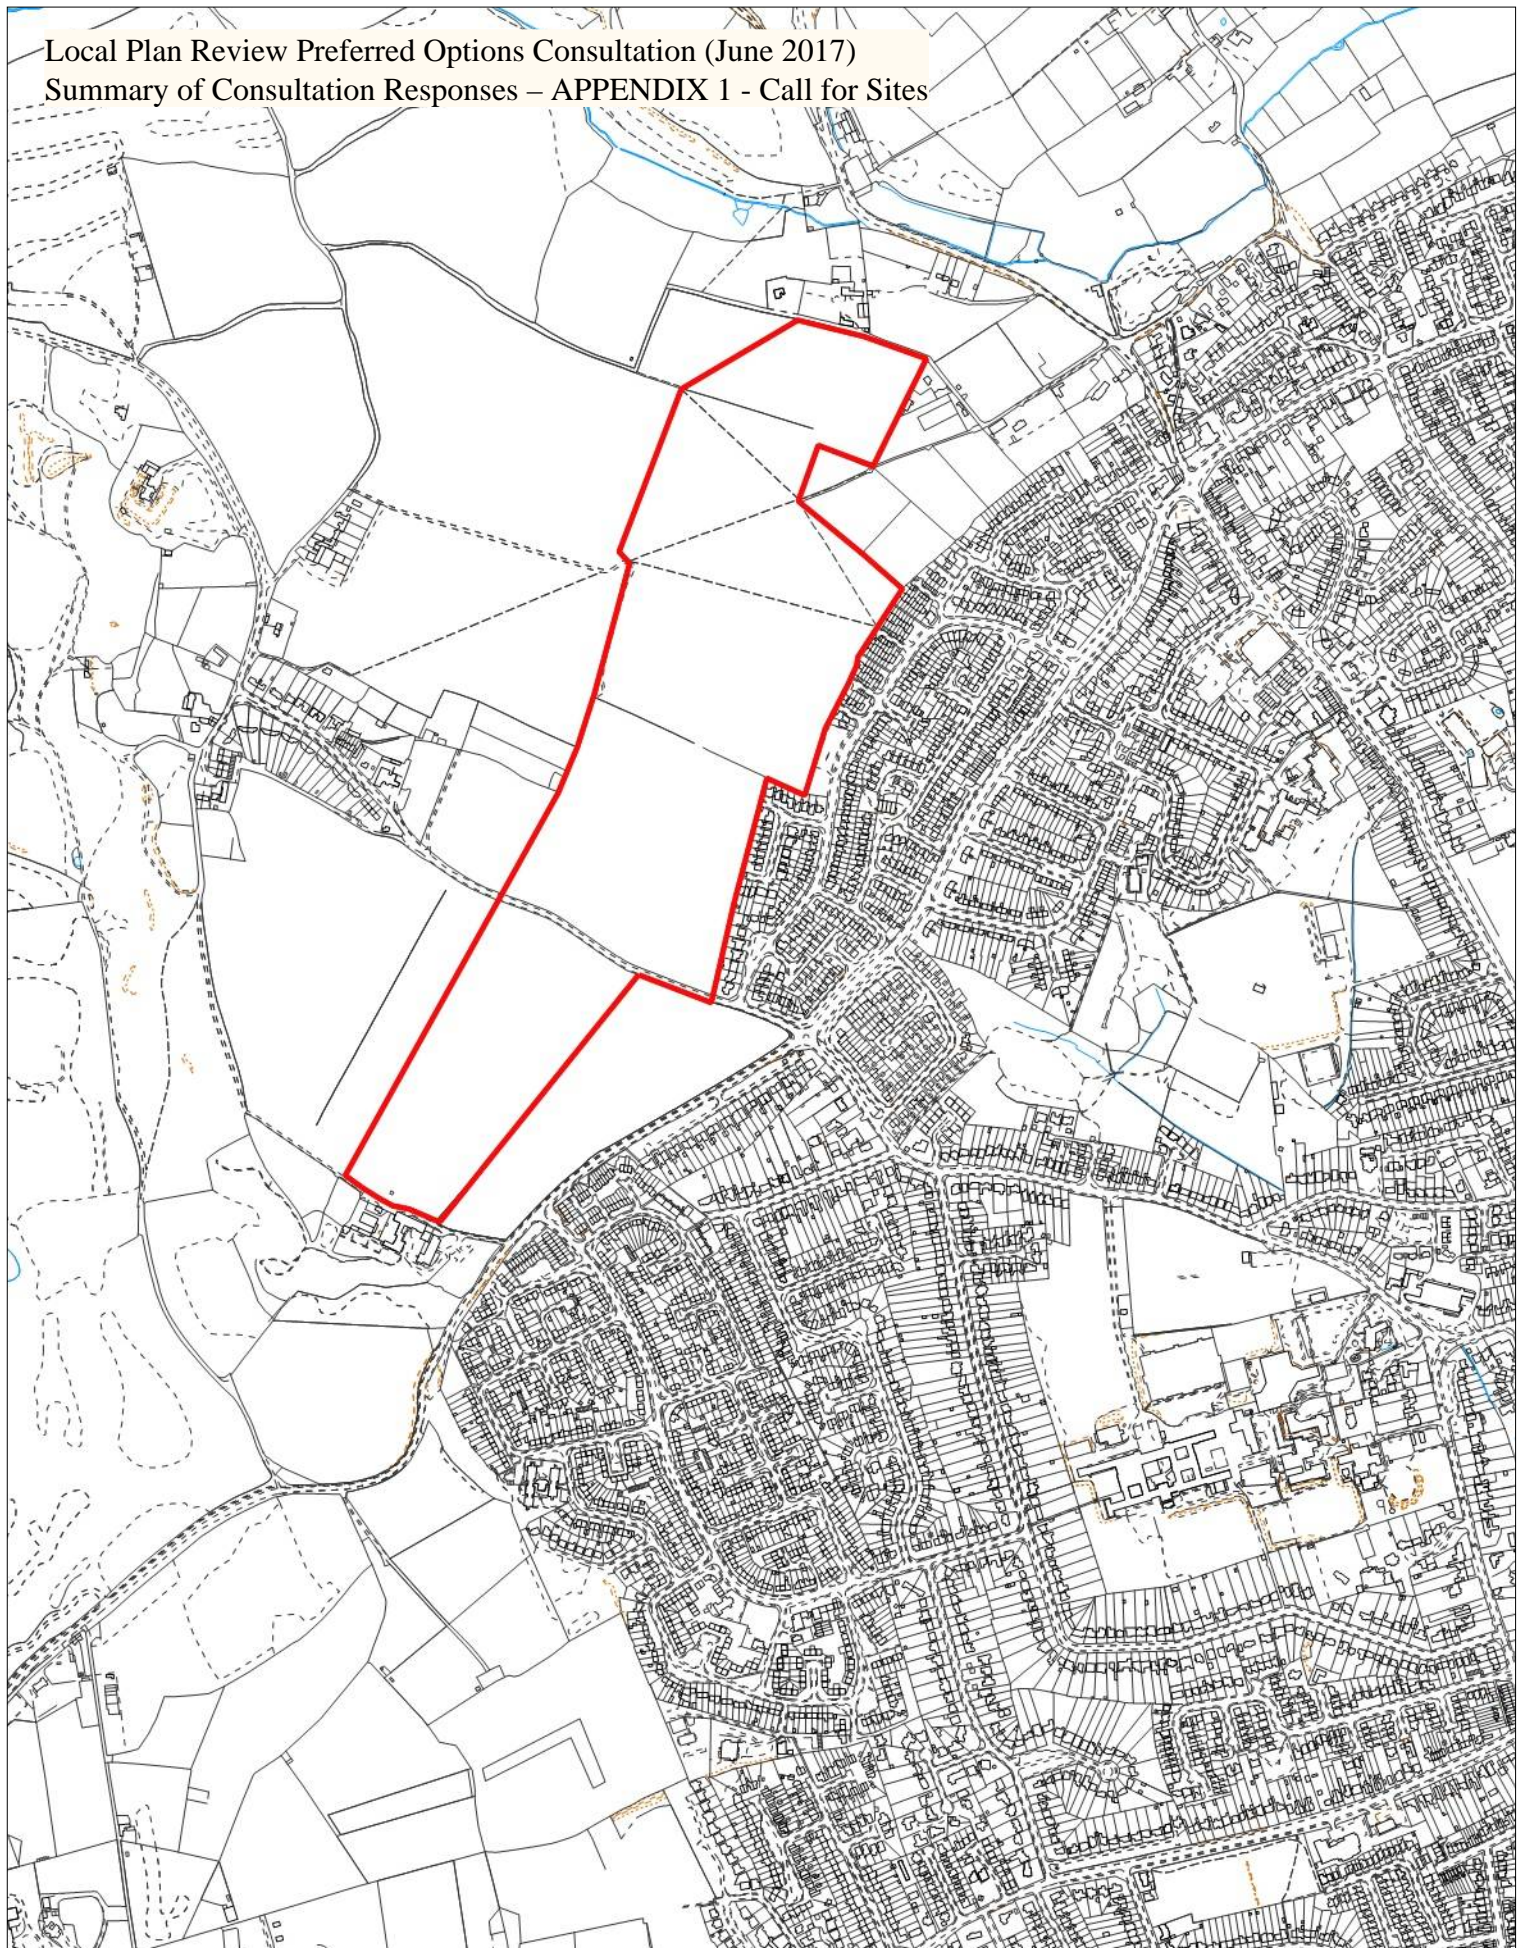 Local Plan Review Preferred Options Consultation (June 2017)
Summary of Consultation Responses – APPENDIX 1 - Call for Sites